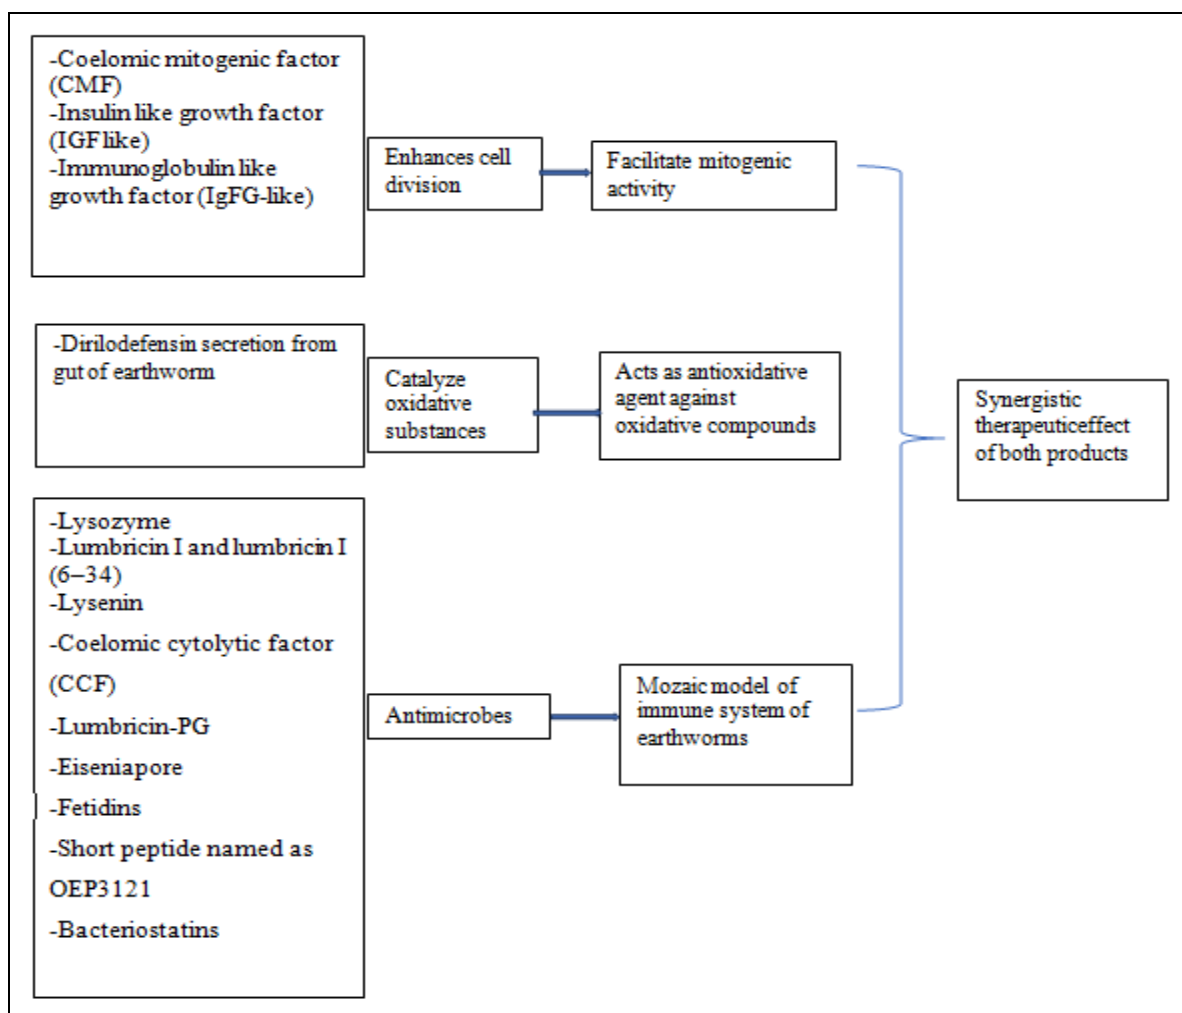 -Coelomic mitogenic factor
(CMF)
-Insulin like growth factor
(IGF like)
-Immunoglobulin like
growth factor (IgFG-like)
Enhances cell
division
Facilitate mitogenic
activity
-Dirilodefensin secretion from
gut of earthworm
Catalyze
oxidative
substances
Acts as antioxidative
agent against
oxidative compounds
-Lysozyme
-Lumbricin I and lumbricin I
(6–34)
-Lysenin
-Coelomic cytolytic factor
(CCF)
-Lumbricin-PG
-Eiseniapore
-Fetidins
-Short peptide named as
OEP3121
-Bacteriostatins
Antimicrobes
Mozaic model of
immune system of
earthworms
Synergistic
therapeuticeffect
of both products